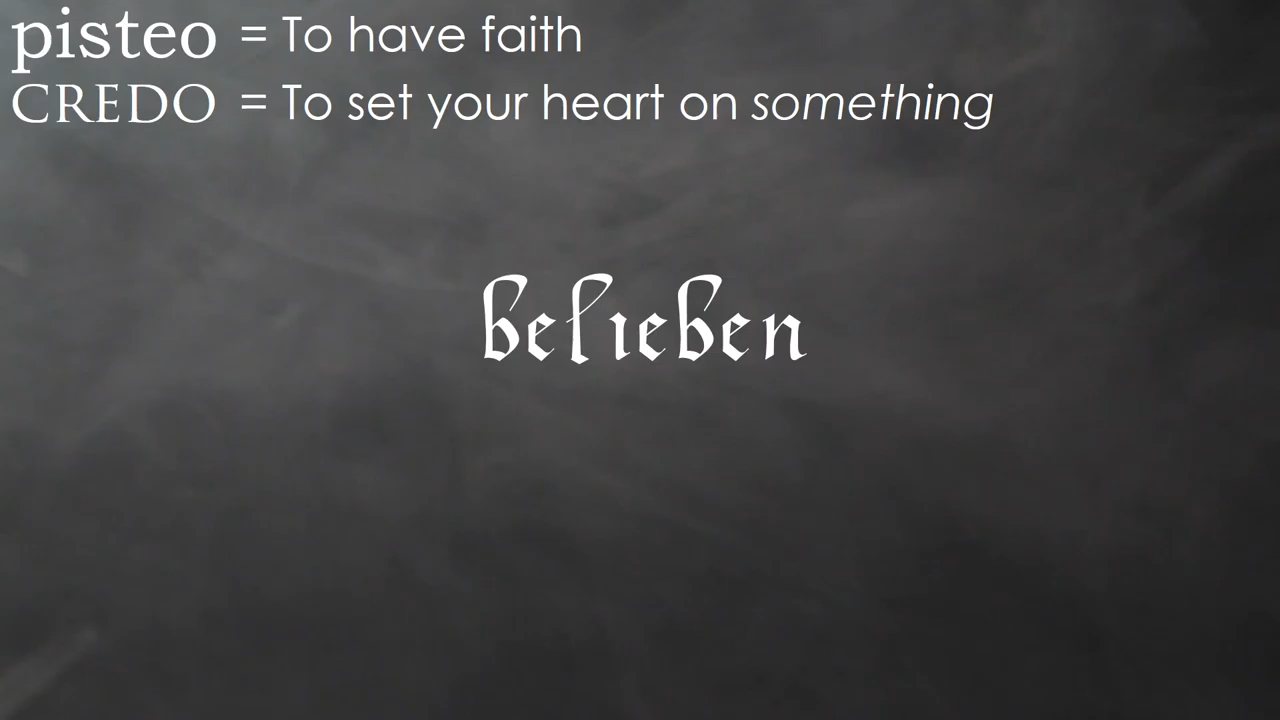 pisteo = To have faith
CREDO = To set your heart on something
belieben